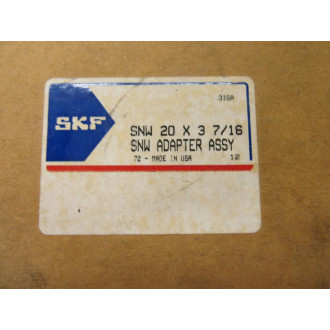 315A
SKF
SNW 20 X 3 7/16
SNW ADAPTER ASSY
72 - MADE IN USA 12